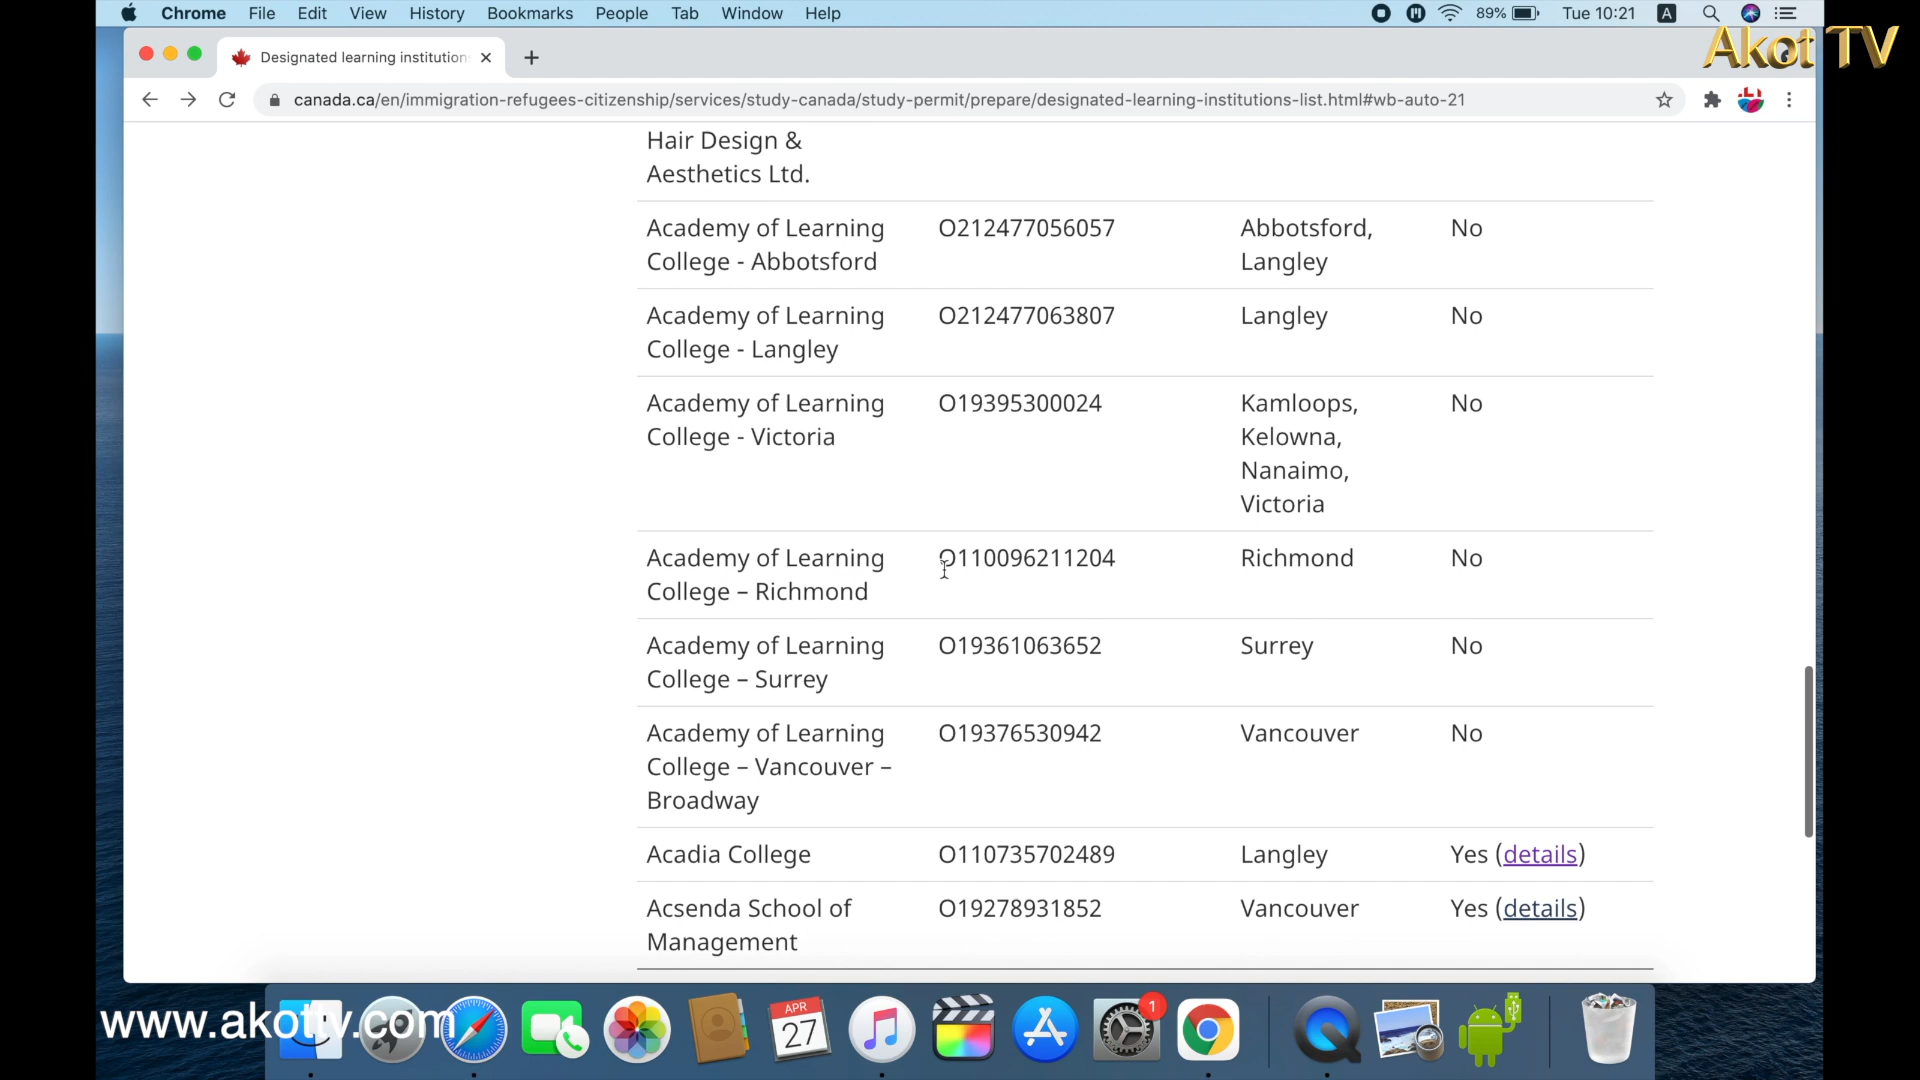 Chrome File Edit View History Bookmarks People Tab Window Help 89% Tue 10:21 A
Akot TV
Designated learning institution
canada.ca/en/immigration-refugees-citizenship/services/study-canada/study-permit/prepare/designated-learning-institutions-list.html#wb-auto-21
Hair Design &
Aesthetics Ltd.
Academy of Learning O212477056057 Abbotsford, No
College - Abbotsford Langley
Academy of Learning O212477063807 Langley No
College - Langley
Academy of Learning O19395300024 Kamloops, No
College - Victoria Kelowna,
Nanaimo,
Victoria
Academy of Learning O110096211204 Richmond No
College – Richmond
Academy of Learning O19361063652 Surrey No
College – Surrey
Academy of Learning O19376530942 Vancouver No
College – Vancouver –
Broadway
Acadia College O110735702489 Langley Yes (details)
Acsenda School of O19278931852 Vancouver Yes (details)
Management
www.akottv.com
APR
27
1